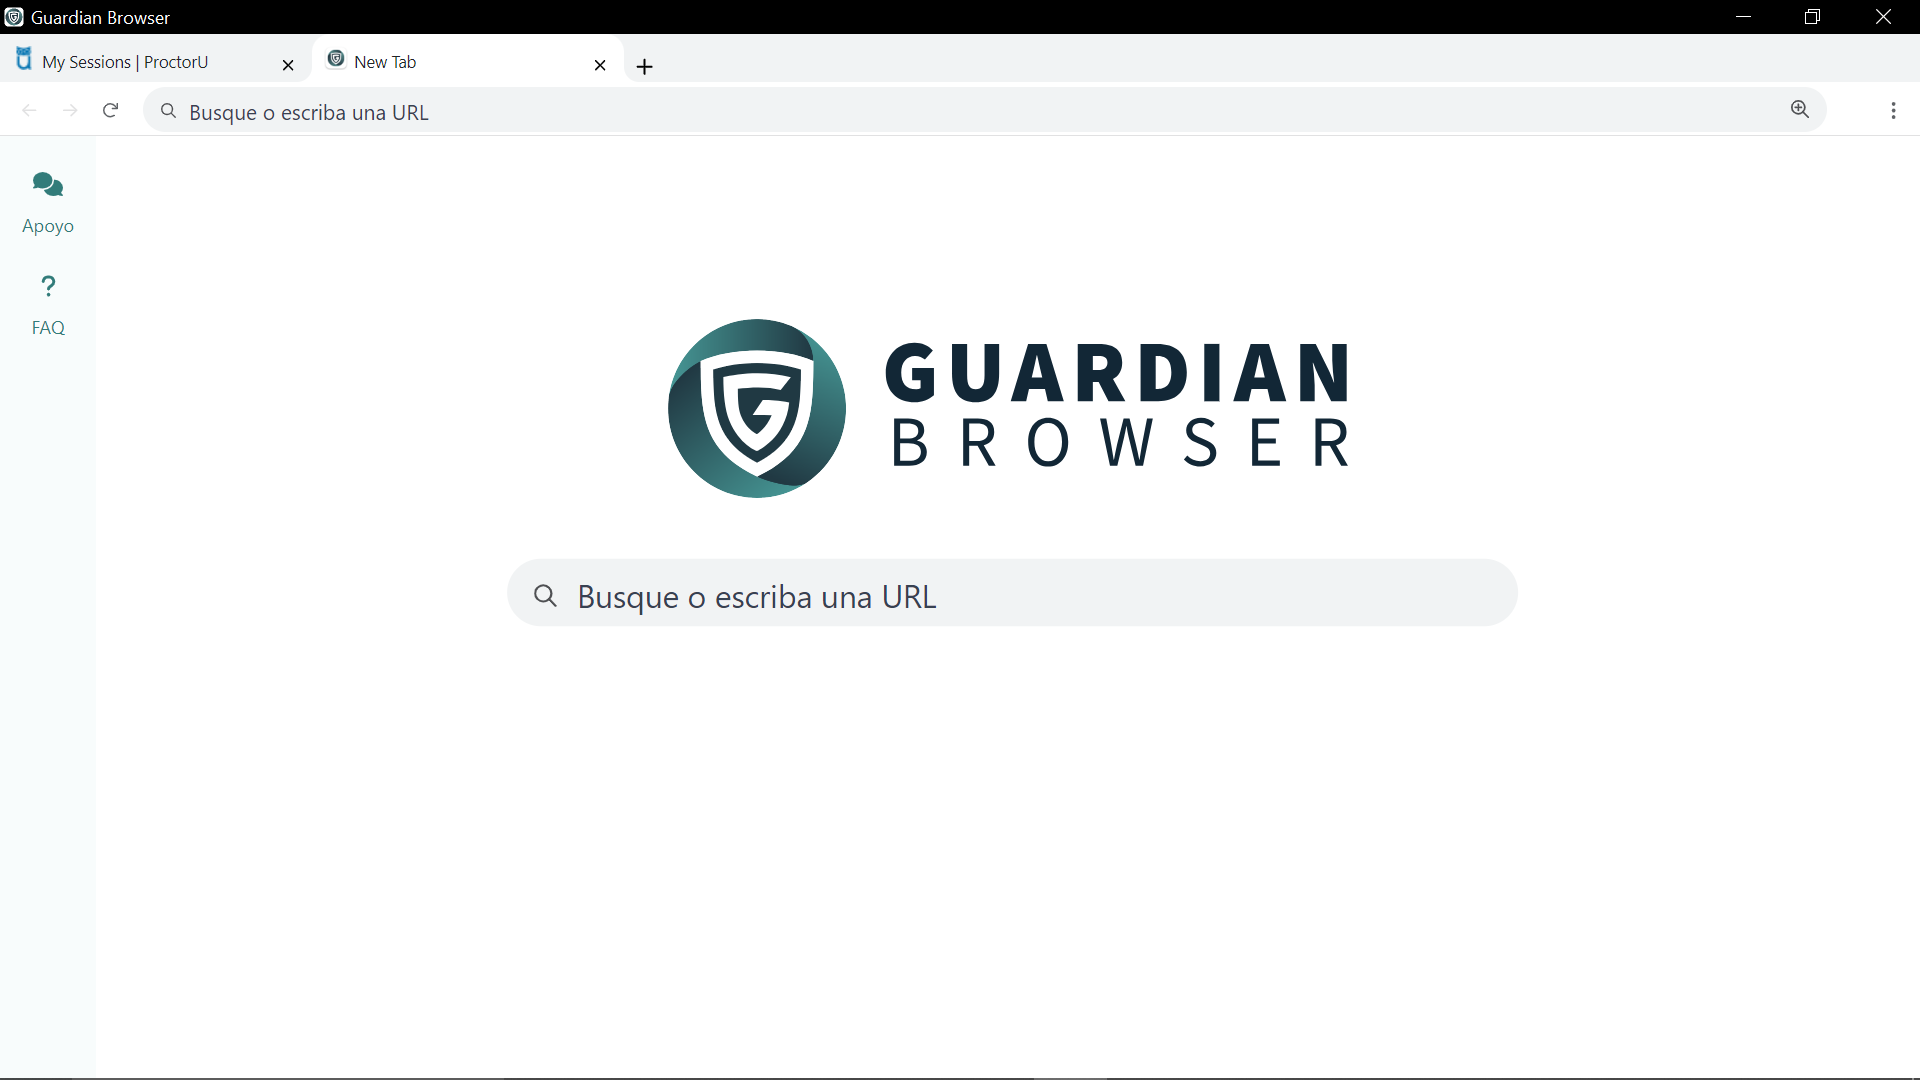 Guardian Browser
My Sessions | ProctorU
New Tab
Busque o escriba una URL
Apoyo
?
FAQ
GUARDIAN
BROWSER
Busque o escriba una URL